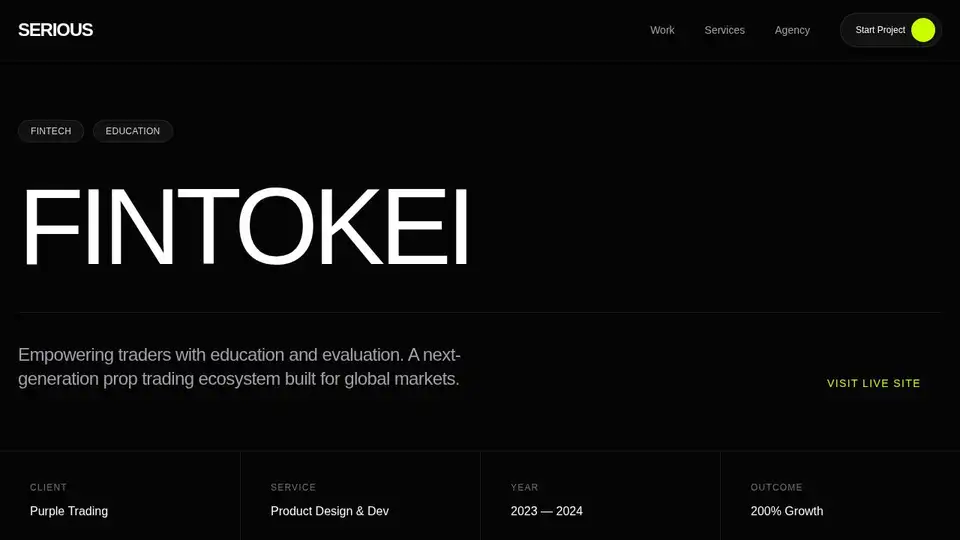 SERIOUS
Work
Services
Agency
Start Project
FINTECH
EDUCATION
FINTOKEI
Empowering traders with education and evaluation. A next-
generation prop trading ecosystem built for global markets.
VISIT LIVE SITE
CLIENT
Purple Trading
SERVICE
Product Design & Dev
YEAR
2023 — 2024
OUTCOME
200% Growth